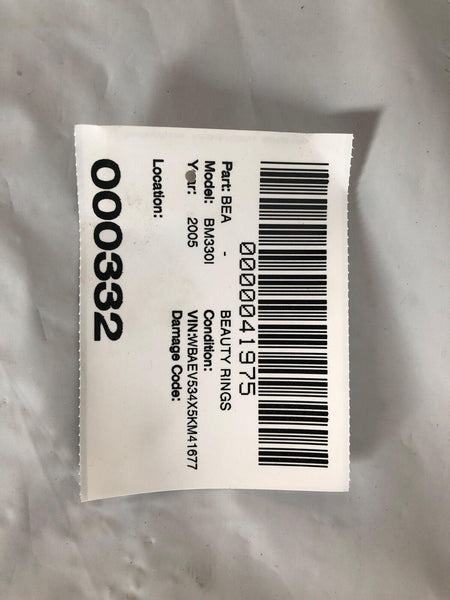 0000041975
Part: BEA - BEAUTY RINGS
Model: BM330I Condition:
Year: 2005 VIN:WBAEV534X5KM41677
Damage Code:
Location:
000332